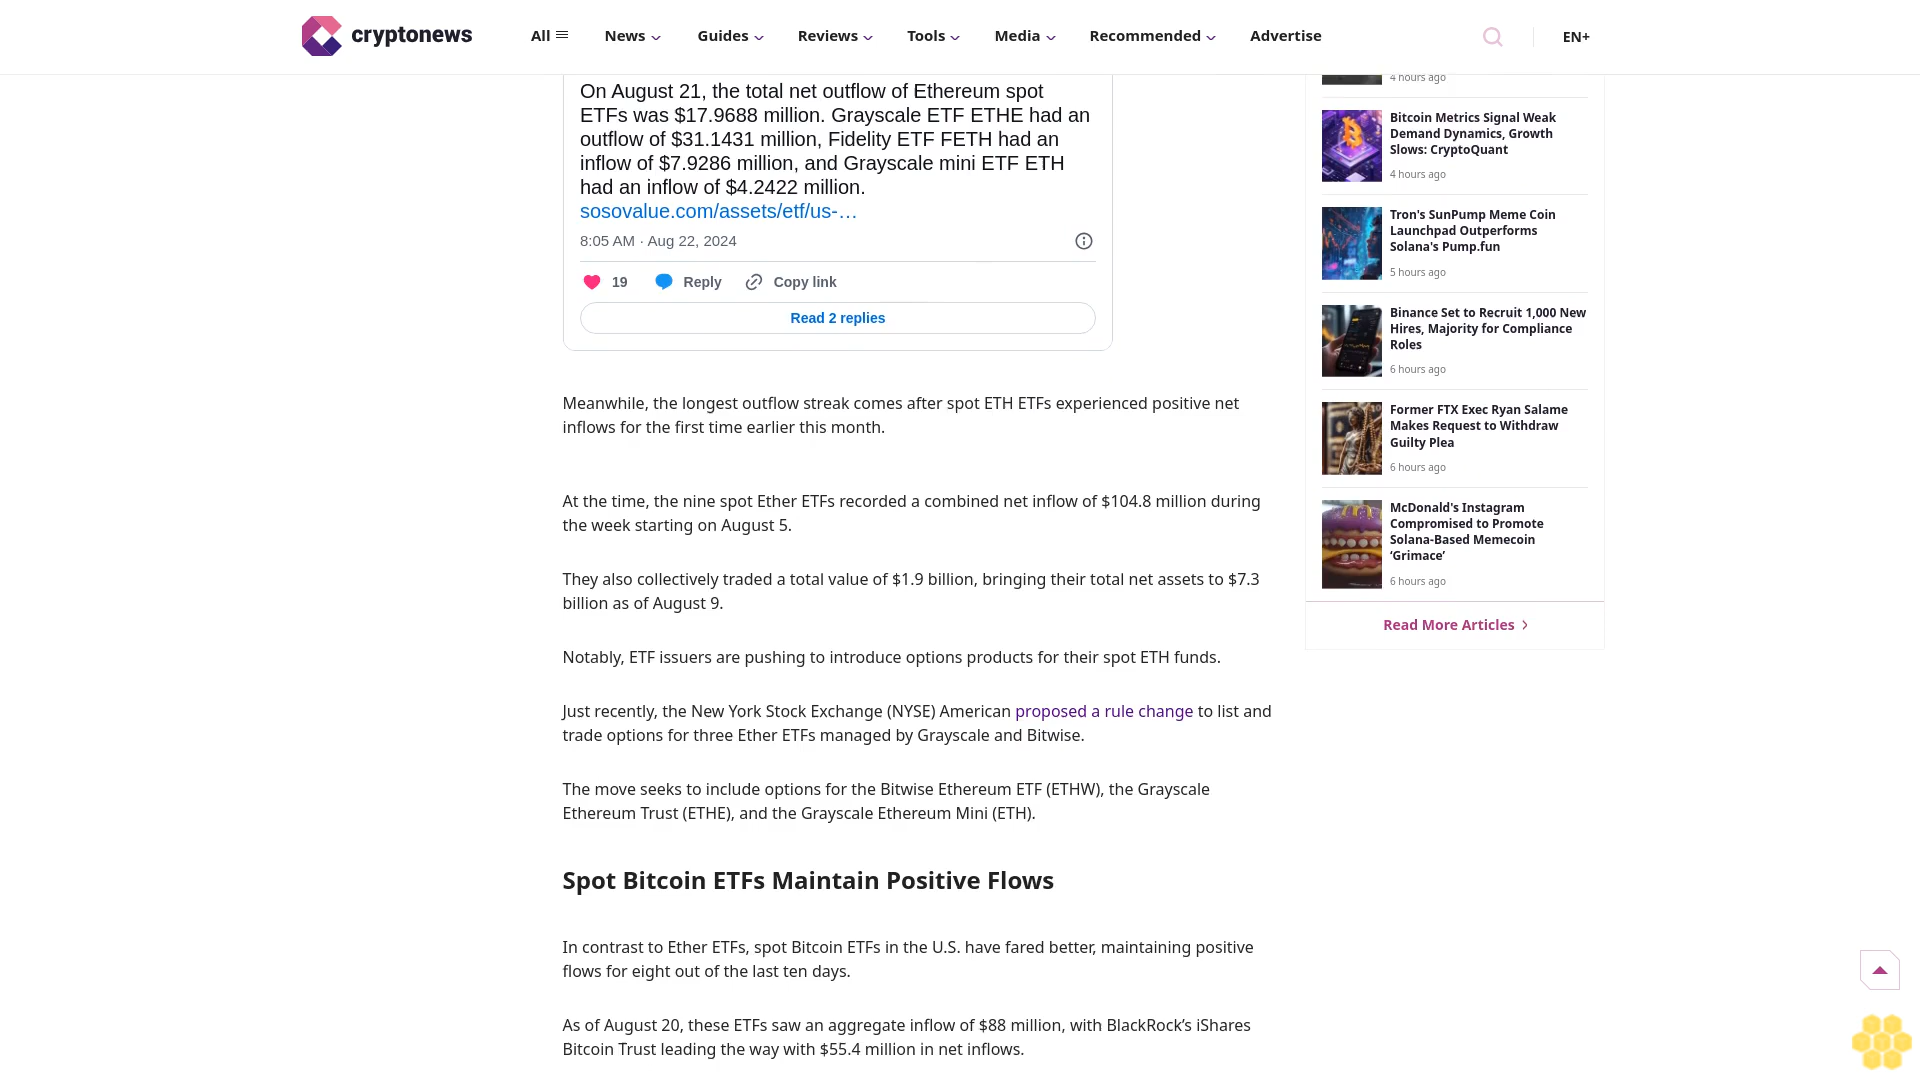 cryptonews
All
News
Guides
Reviews
Tools
Media
Recommended
Advertise
EN+
On August 21, the total net outflow of Ethereum spot
ETFs was $17.9688 million. Grayscale ETF ETHE had an
outflow of $31.1431 million, Fidelity ETF FETH had an
inflow of $7.9286 million, and Grayscale mini ETF ETH
had an inflow of $4.2422 million.
sosovalue.com/assets/etf/us-…
8:05 AM · Aug 22, 2024
19
Reply
Copy link
Read 2 replies
Meanwhile, the longest outflow streak comes after spot ETH ETFs experienced positive net
inflows for the first time earlier this month.
At the time, the nine spot Ether ETFs recorded a combined net inflow of $104.8 million during
the week starting on August 5.
They also collectively traded a total value of $1.9 billion, bringing their total net assets to $7.3
billion as of August 9.
Notably, ETF issuers are pushing to introduce options products for their spot ETH funds.
Just recently, the New York Stock Exchange (NYSE) American proposed a rule change to list and
trade options for three Ether ETFs managed by Grayscale and Bitwise.
The move seeks to include options for the Bitwise Ethereum ETF (ETHW), the Grayscale
Ethereum Trust (ETHE), and the Grayscale Ethereum Mini (ETH).
Spot Bitcoin ETFs Maintain Positive Flows
In contrast to Ether ETFs, spot Bitcoin ETFs in the U.S. have fared better, maintaining positive
flows for eight out of the last ten days.
As of August 20, these ETFs saw an aggregate inflow of $88 million, with BlackRock’s iShares
Bitcoin Trust leading the way with $55.4 million in net inflows.
4 hours ago
Bitcoin Metrics Signal Weak
Demand Dynamics, Growth
Slows: CryptoQuant
4 hours ago
Tron's SunPump Meme Coin
Launchpad Outperforms
Solana's Pump.fun
5 hours ago
Binance Set to Recruit 1,000 New
Hires, Majority for Compliance
Roles
6 hours ago
Former FTX Exec Ryan Salame
Makes Request to Withdraw
Guilty Plea
6 hours ago
McDonald's Instagram
Compromised to Promote
Solana-Based Memecoin
‘Grimace’
6 hours ago
Read More Articles